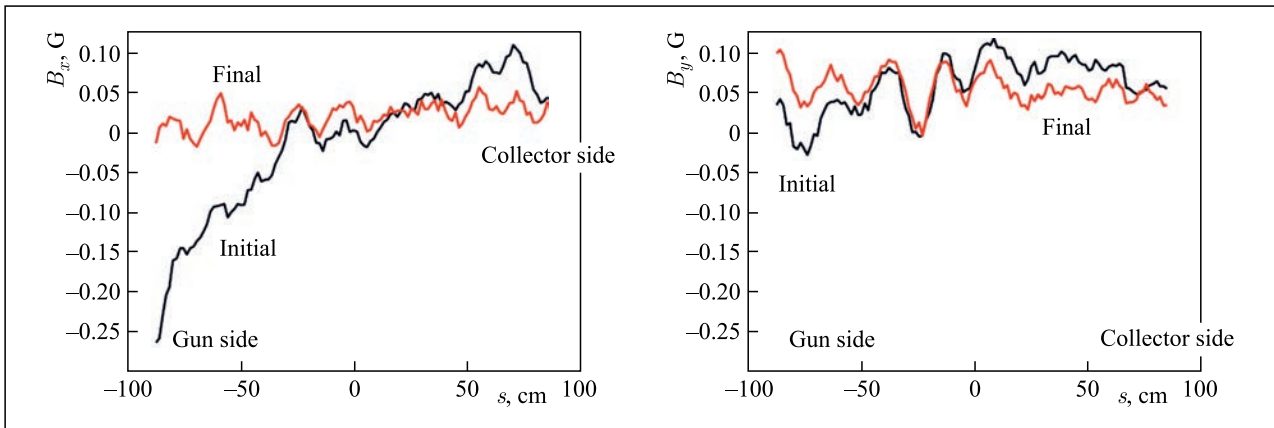 B_x, G
0.10
0.05
0
–0.05
–0.10
–0.15
–0.20
–0.25
Final
Initial
Gun side
Collector side
–100
–50
0
50
100
s, cm
B_y, G
0.10
0.05
0
–0.05
–0.10
–0.15
–0.20
–0.25
Initial
Final
Gun side
Collector side
–100
–50
0
50
100
s, cm